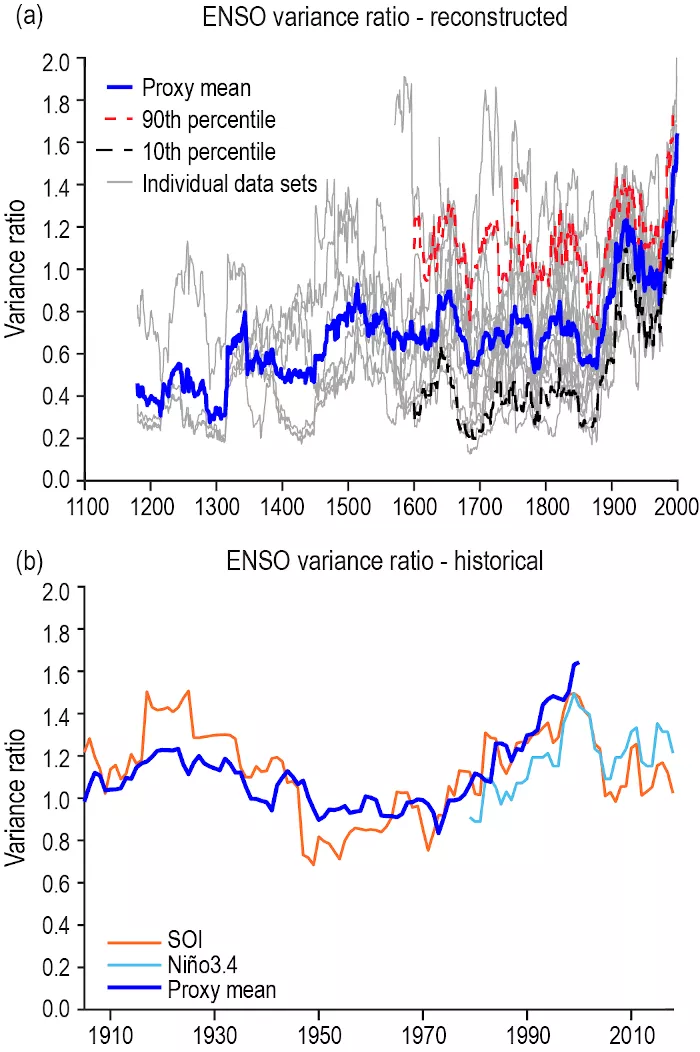 (a) ENSO variance ratio - reconstructed
2.0
1.8
1.6
1.4
1.2
1.0
0.8
0.6
0.4
0.2
0.0
Variance ratio
Proxy mean
90th percentile
10th percentile
Individual data sets
1100 1200 1300 1400 1500 1600 1700 1800 1900 2000
(b) ENSO variance ratio - historical
2.0
1.8
1.6
1.4
1.2
1.0
0.8
0.6
0.4
0.2
0.0
Variance ratio
SOI
Niño3.4
Proxy mean
1910 1930 1950 1970 1990 2010